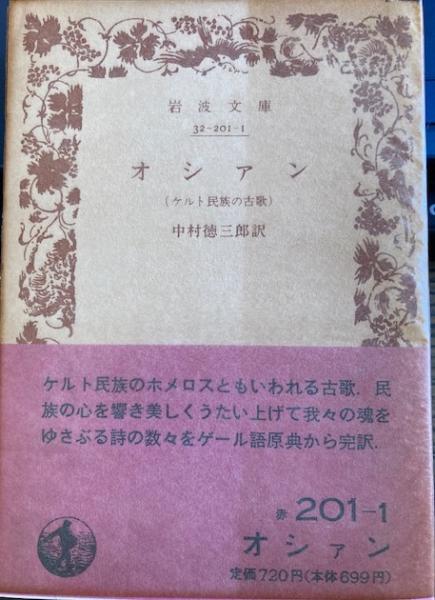 岩波文庫
32-201-1
オシァン
(ケルト民族の古歌)
中村徳三郎訳
ケルト民族のホメロスともいわれる古歌．民
族の心を響き美しくうたい上げて我々の魂を
ゆさぶる詩の数々をゲール語原典から完訳．
赤 201-1
オシァン
定価720円(本体699円)